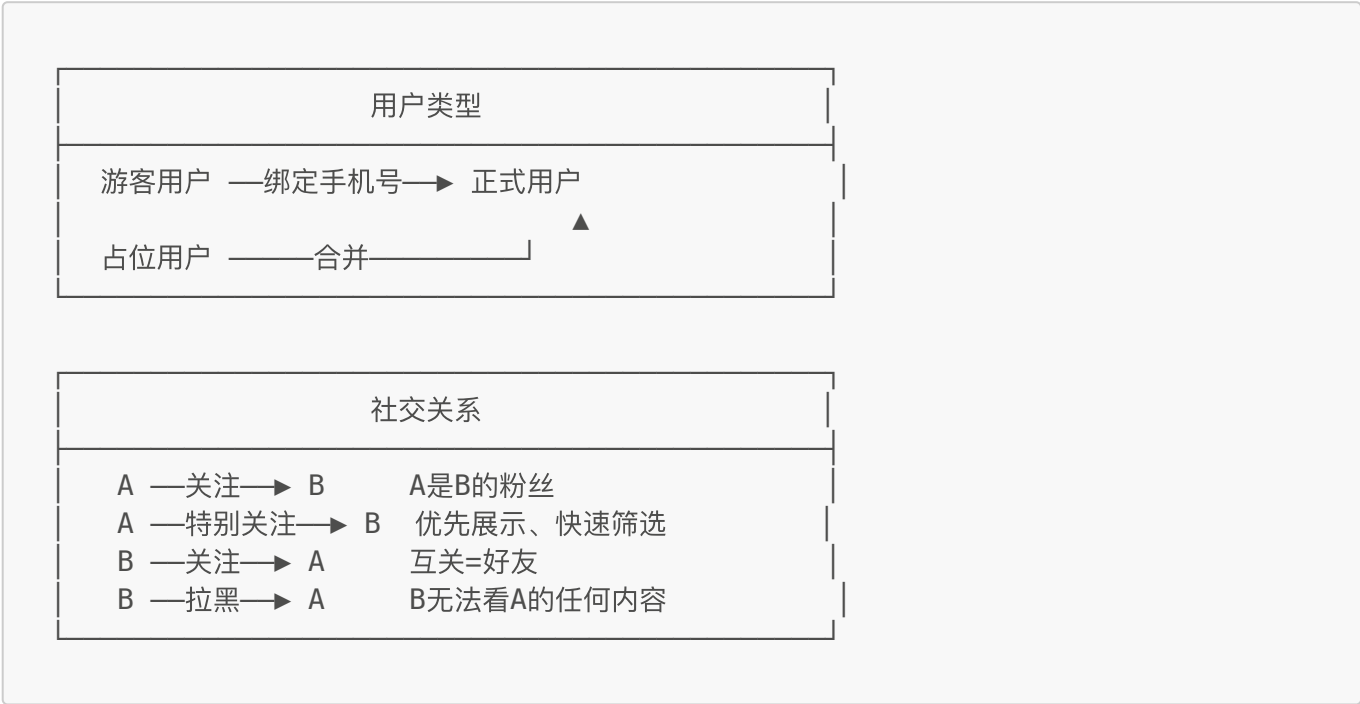 用户类型
游客用户 ──绑定手机号──▶ 正式用户
▲
占位用户 ─────合并─────────┘
社交关系
A ──关注──▶ B A是B的粉丝
A ──特别关注──▶ B 优先展示、快速筛选
B ──关注──▶ A 互关=好友
B ──拉黑──▶ A B无法看A的任何内容